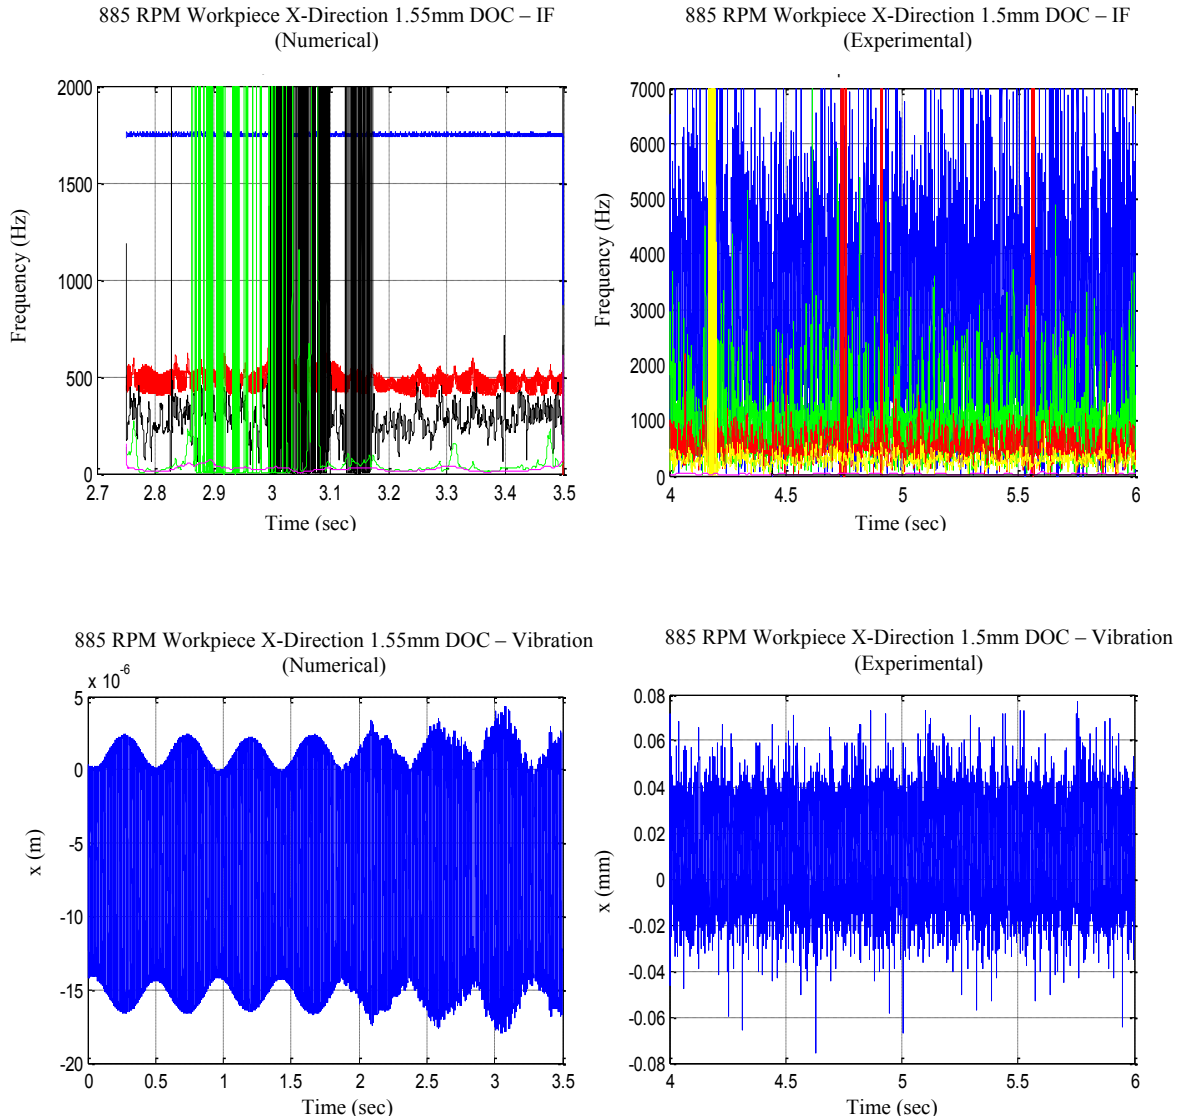 885 RPM Workpiece X-Direction 1.55mm DOC – IF
(Numerical)
2000
1500
1000
500
0
Frequency (Hz)
2.7 2.8 2.9 3 3.1 3.2 3.3 3.4 3.5
Time (sec)
885 RPM Workpiece X-Direction 1.5mm DOC – IF
(Experimental)
7000
6000
5000
4000
3000
2000
1000
0
Frequency (Hz)
4 4.5 5 5.5 6
Time (sec)
885 RPM Workpiece X-Direction 1.55mm DOC – Vibration
(Numerical)
x 10-6
5
0
-5
-10
-15
-20
x (m)
0 0.5 1 1.5 2 2.5 3 3.5
Time (sec)
885 RPM Workpiece X-Direction 1.5mm DOC – Vibration
(Experimental)
0.08
0.06
0.04
0.02
0
-0.02
-0.04
-0.06
-0.08
x (mm)
4 4.5 5 5.5 6
Time (sec)